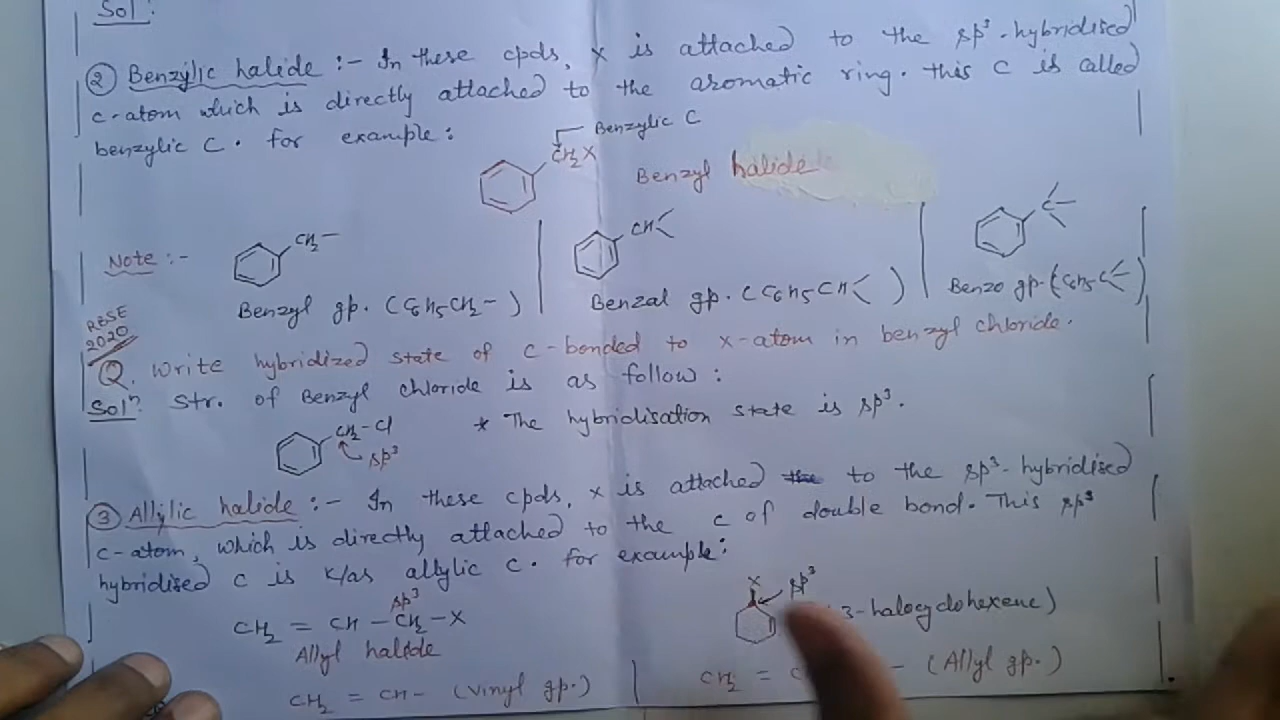 Sol:
② Benzylic halide :- In these cpds, x is attached to the sp³-hybridised
c-atom which is directly attached to the aromatic ring. this c is called
benzylic C. for example:
Benzylic C
CH₂X
Benzyl halide
Note :-
CH₂-
CH<
C
Benzyl gp. (C₆H₅CH₂-)
Benzal gp. (C₆H₅CH<)
Benzo gp. (C₆H₅C)
RBSE
2020
Q. Write hybridized state of c-bonded to x-atom in benzyl chloride.
Solⁿ: Str. of Benzyl chloride is as follow:
CH₂-Cl
sp³
* The hybridisation state is sp³.
③ Allylic halide :- In these cpds, x is attached to the sp³-hybridised
c-atom, which is directly attached to the c of double bond. This sp³
hybridised c is k/as allylic c. for example:
sp³
CH₂ = CH - CH₂ - X
Allyl halide
X
sp³
3-halocyclohexene)
CH₂ = CH- (vinyl gp.)
CH₂ = - (Allyl gp.)